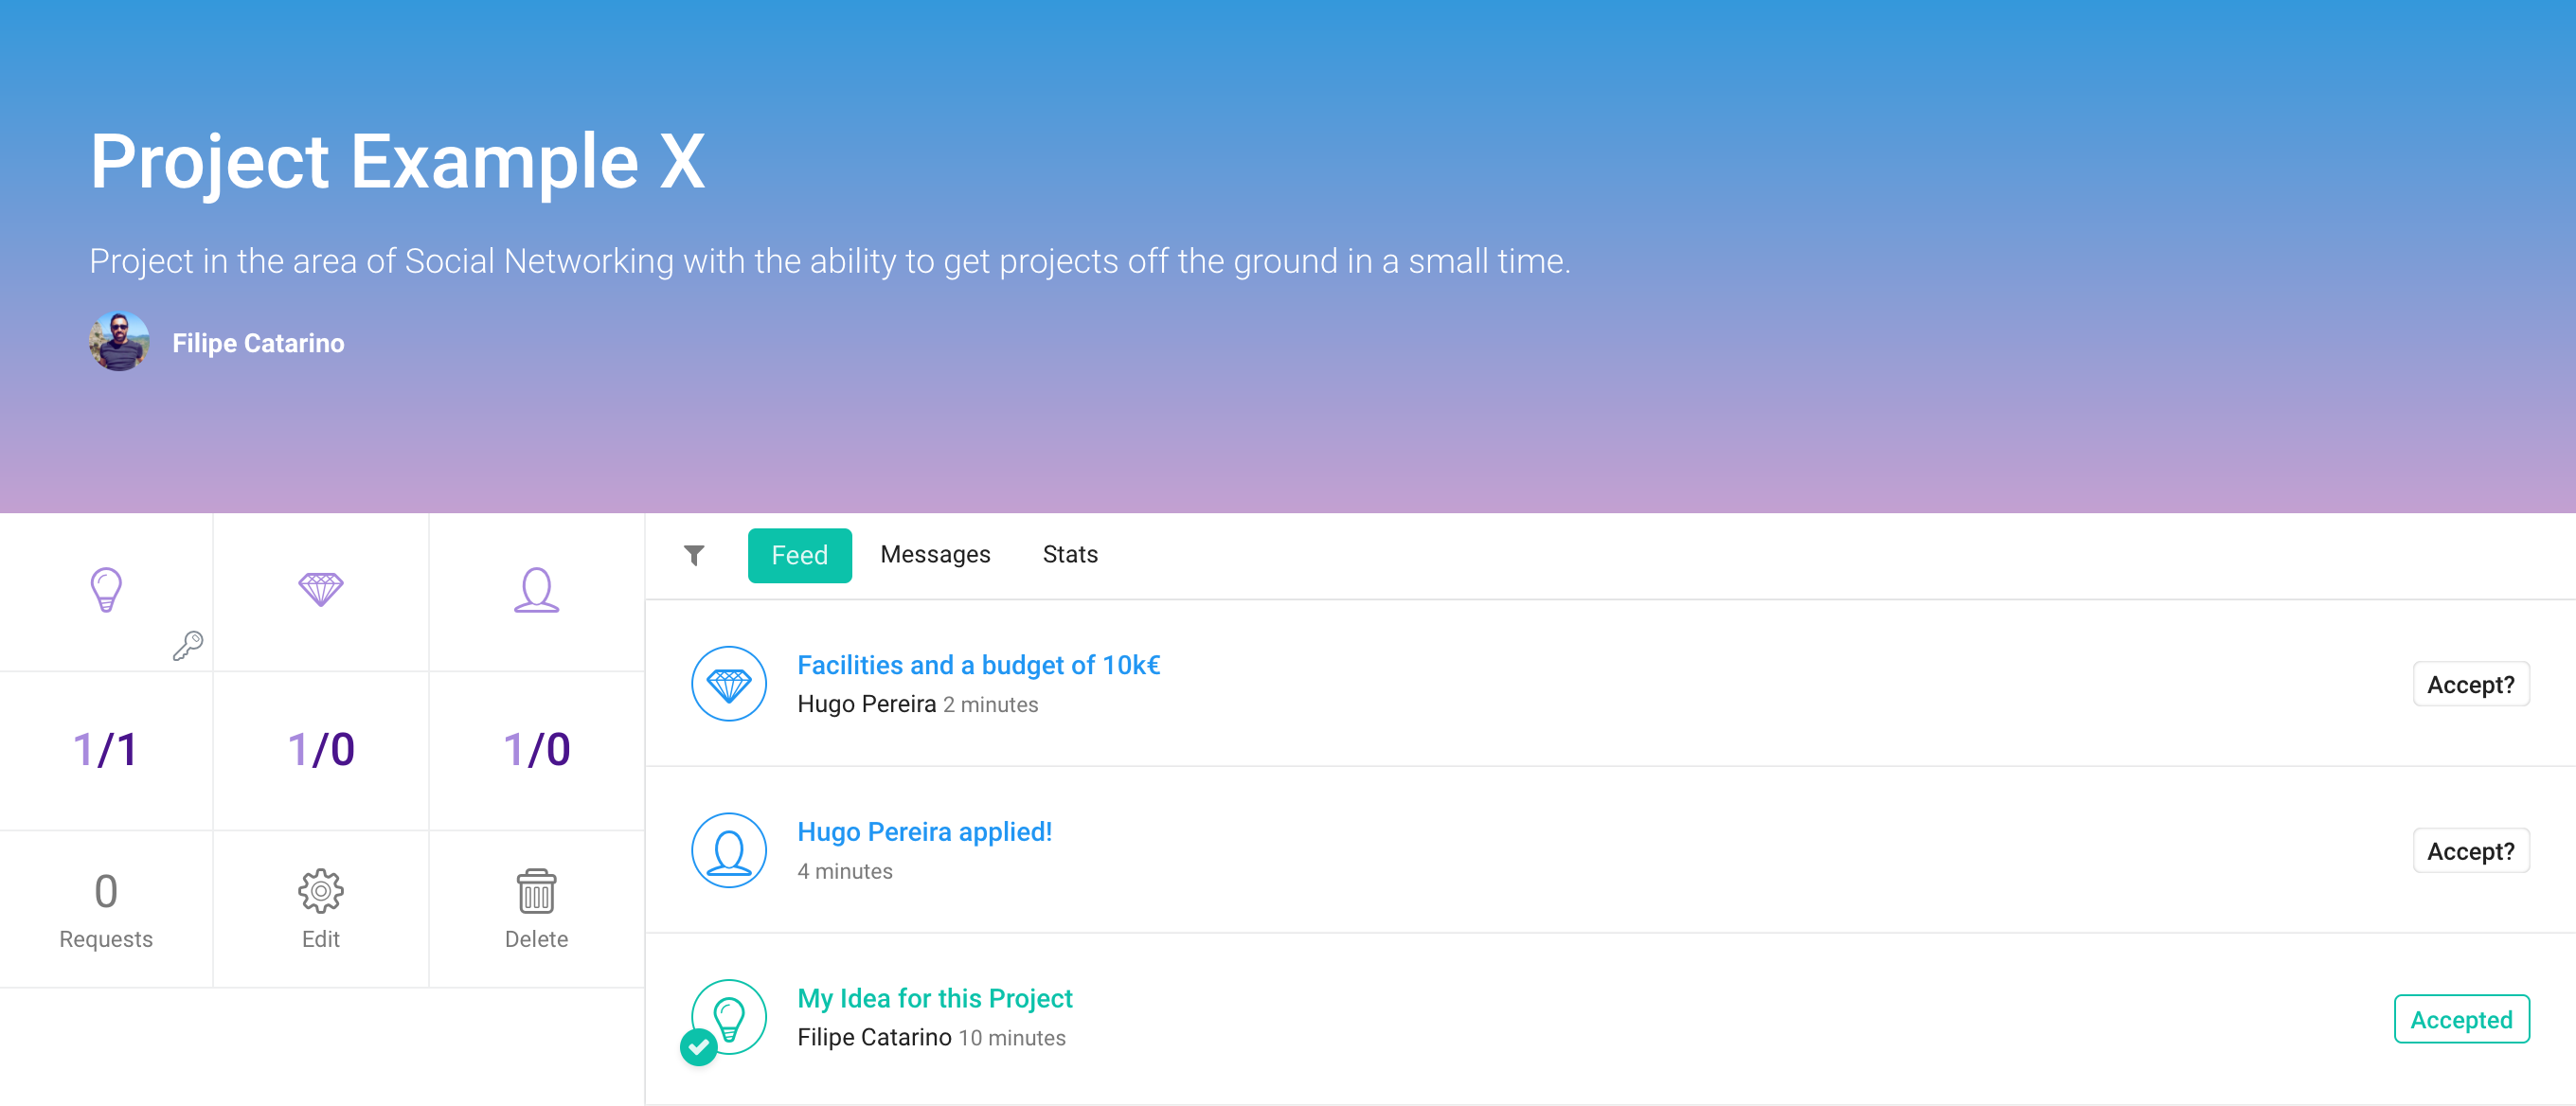 Project Example X
Project in the area of Social Networking with the ability to get projects off the ground in a small time.
Filipe Catarino
1/1
1/0
1/0
0
Requests
Edit
Delete
Feed
Messages
Stats
Facilities and a budget of 10k€
Hugo Pereira 2 minutes
Accept?
Hugo Pereira applied!
4 minutes
Accept?
My Idea for this Project
Filipe Catarino 10 minutes
Accepted